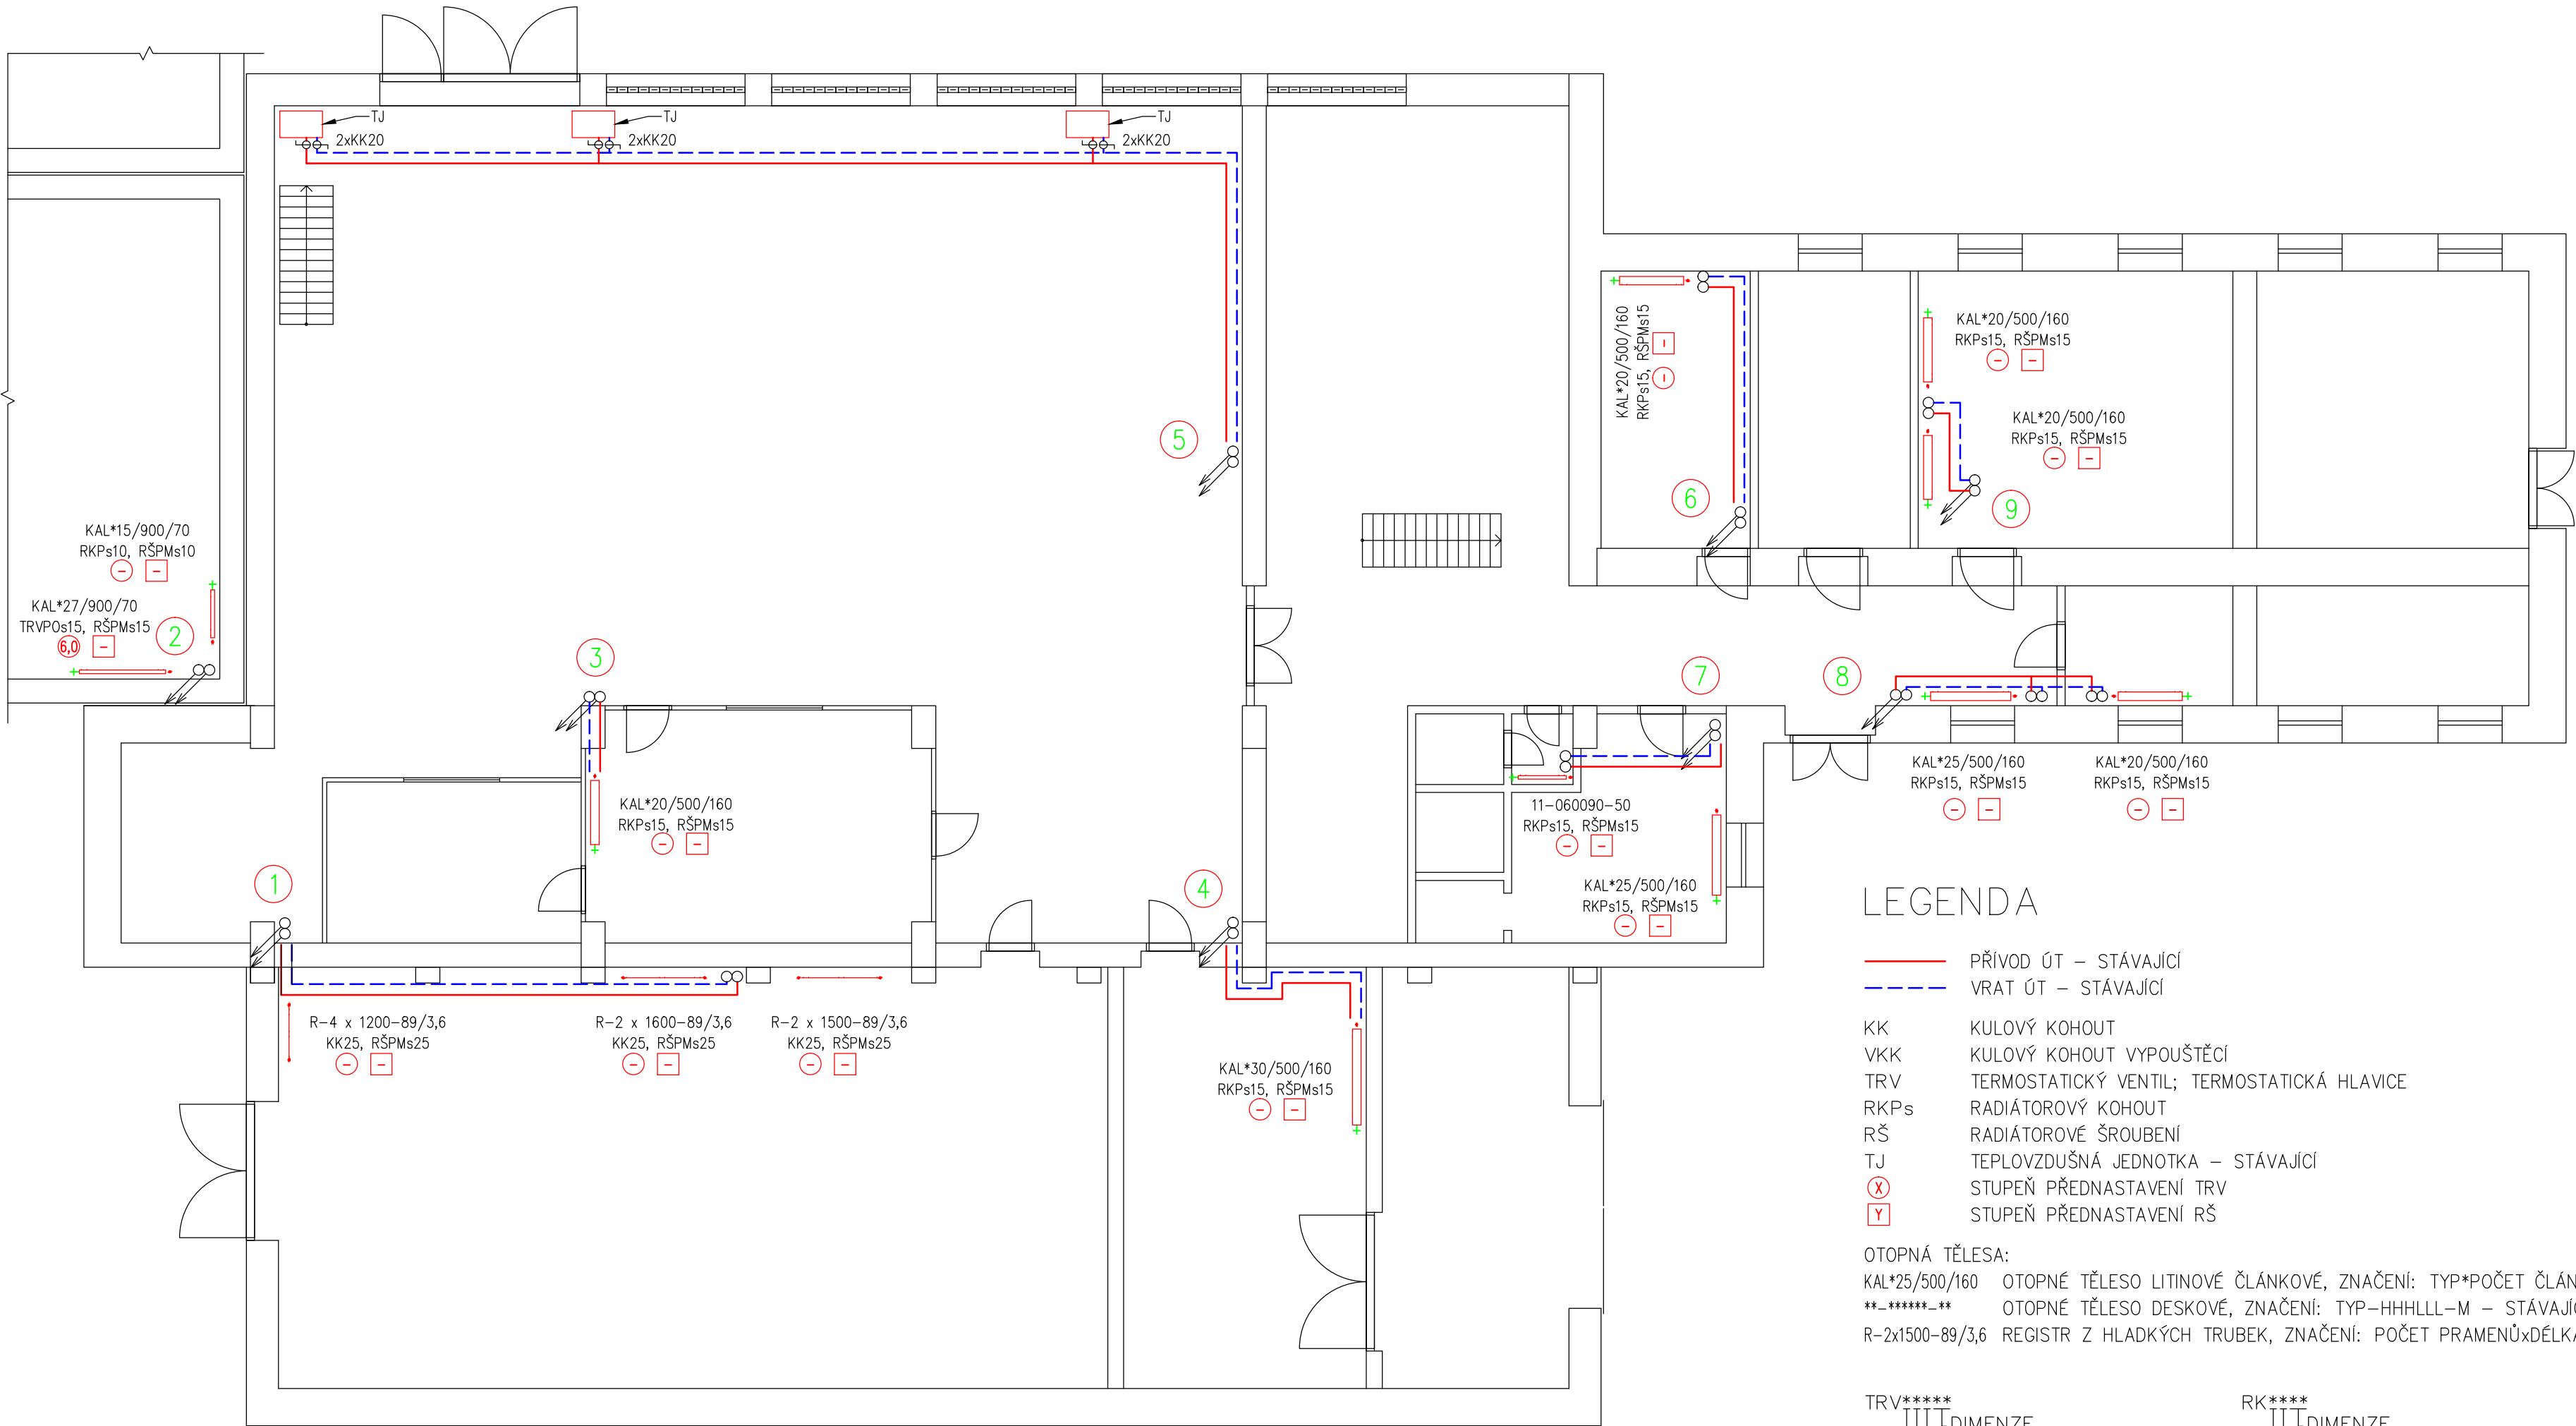 TJ
2xKK20
TJ
2xKK20
TJ
2xKK20
KAL*20/500/160
RKPs15, RŠPMs15
-
-
KAL*20/500/160
RKPs15, RŠPMs15
-
-
KAL*20/500/160
RKPs15, RŠPMs15
-
-
5
6
9
KAL*15/900/70
RKPs10, RŠPMs10
-
-
KAL*27/900/70
TRVPOs15, RŠPMs15
6,0
-
2
3
7
8
KAL*25/500/160
RKPs15, RŠPMs15
-
-
KAL*20/500/160
RKPs15, RŠPMs15
-
-
KAL*20/500/160
RKPs15, RŠPMs15
-
-
11-060090-50
RKPs15, RŠPMs15
-
-
1
4
KAL*25/500/160
RKPs15, RŠPMs15
-
-
R-4 x 1200-89/3,6
KK25, RŠPMs25
-
-
R-2 x 1600-89/3,6
KK25, RŠPMs25
-
-
R-2 x 1500-89/3,6
KK25, RŠPMs25
-
-
KAL*30/500/160
RKPs15, RŠPMs15
-
-
LEGENDA
PŘÍVOD ÚT - STÁVAJÍCÍ
VRAT ÚT - STÁVAJÍCÍ
KK KULOVÝ KOHOUT
VKK KULOVÝ KOHOUT VYPOUŠTĚCÍ
TRV TERMOSTATICKÝ VENTIL; TERMOSTATICKÁ HLAVICE
RKPs RADIÁTOROVÝ KOHOUT
RŠ RADIÁTOROVÉ ŠROUBENÍ
TJ TEPLOVZDUŠNÁ JEDNOTKA - STÁVAJÍCÍ
X STUPEŇ PŘEDNASTAVENÍ TRV
Y STUPEŇ PŘEDNASTAVENÍ RŠ
OTOPNÁ TĚLESA:
KAL*25/500/160 OTOPNÉ TĚLESO LITINOVÉ ČLÁNKOVÉ, ZNAČENÍ: TYP*POČET ČLÁN
**-******-** OTOPNÉ TĚLESO DESKOVÉ, ZNAČENÍ: TYP-HHHLLL-M - STÁVAJÍC
R-2x1500-89/3,6 REGISTR Z HLADKÝCH TRUBEK, ZNAČENÍ: POČET PRAMENŮxDÉLKA
TRV***** RK****
DIMENZE DIMENZE